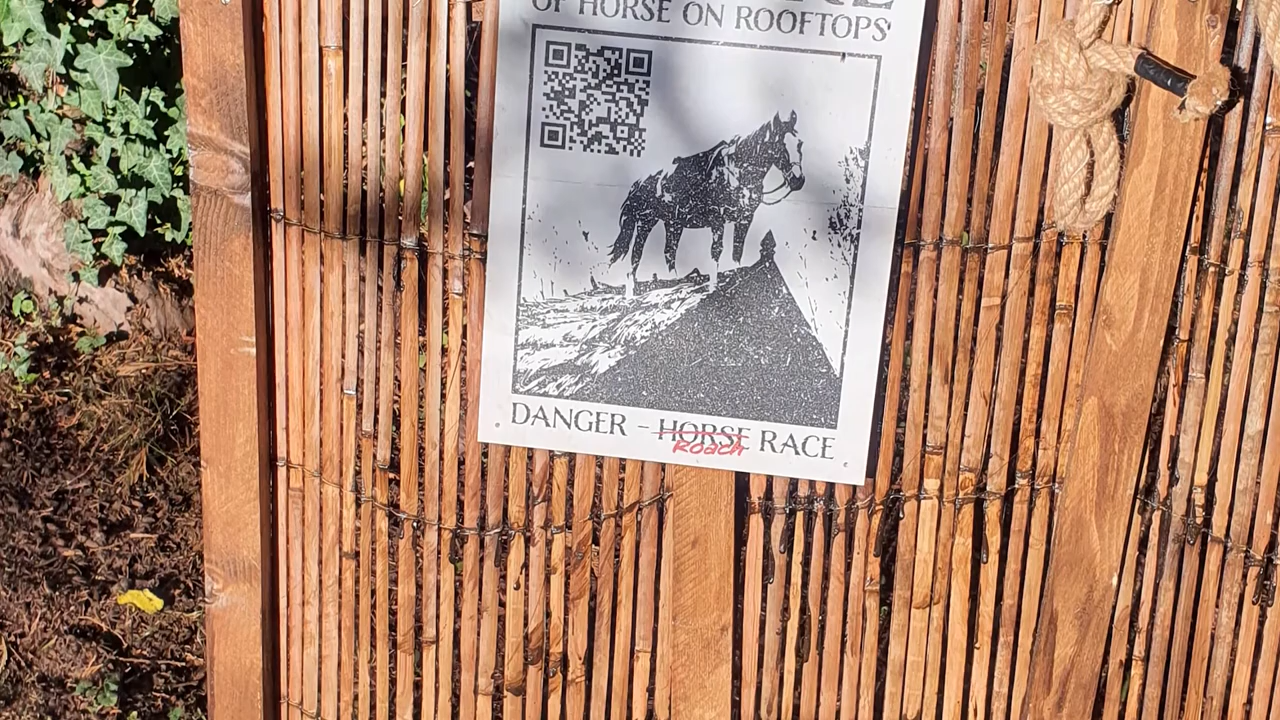 OF HORSE ON ROOFTOPS
DANGER - HORSE RACE
Roach